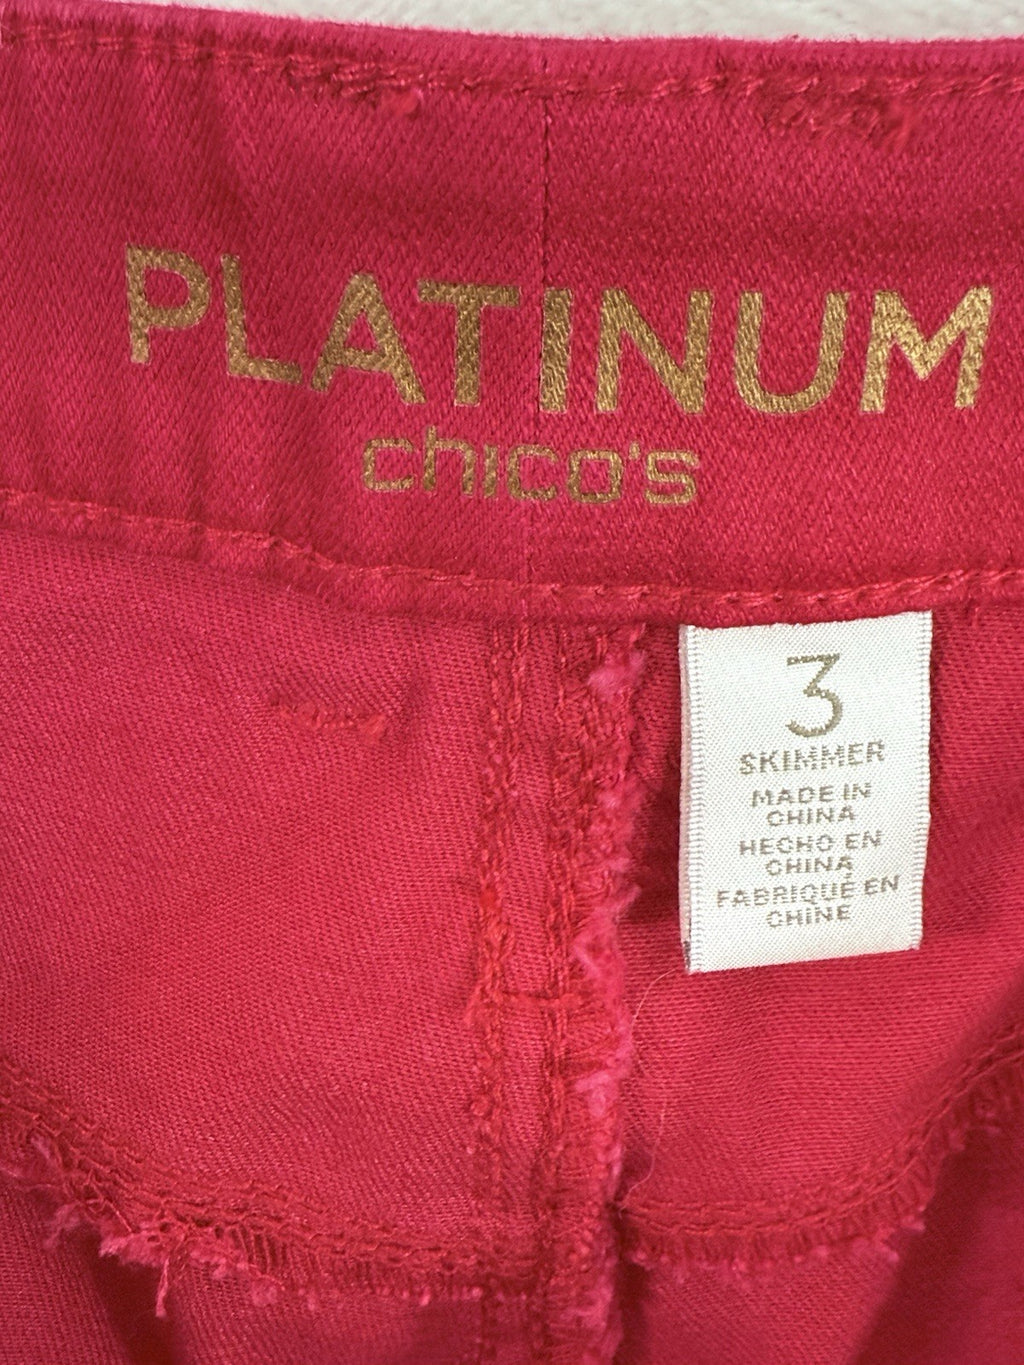 PLATINUM
chico's
3
SKIMMER
MADE IN
CHINA
HECHO EN
CHINA
FABRIQUÉ EN
CHINE